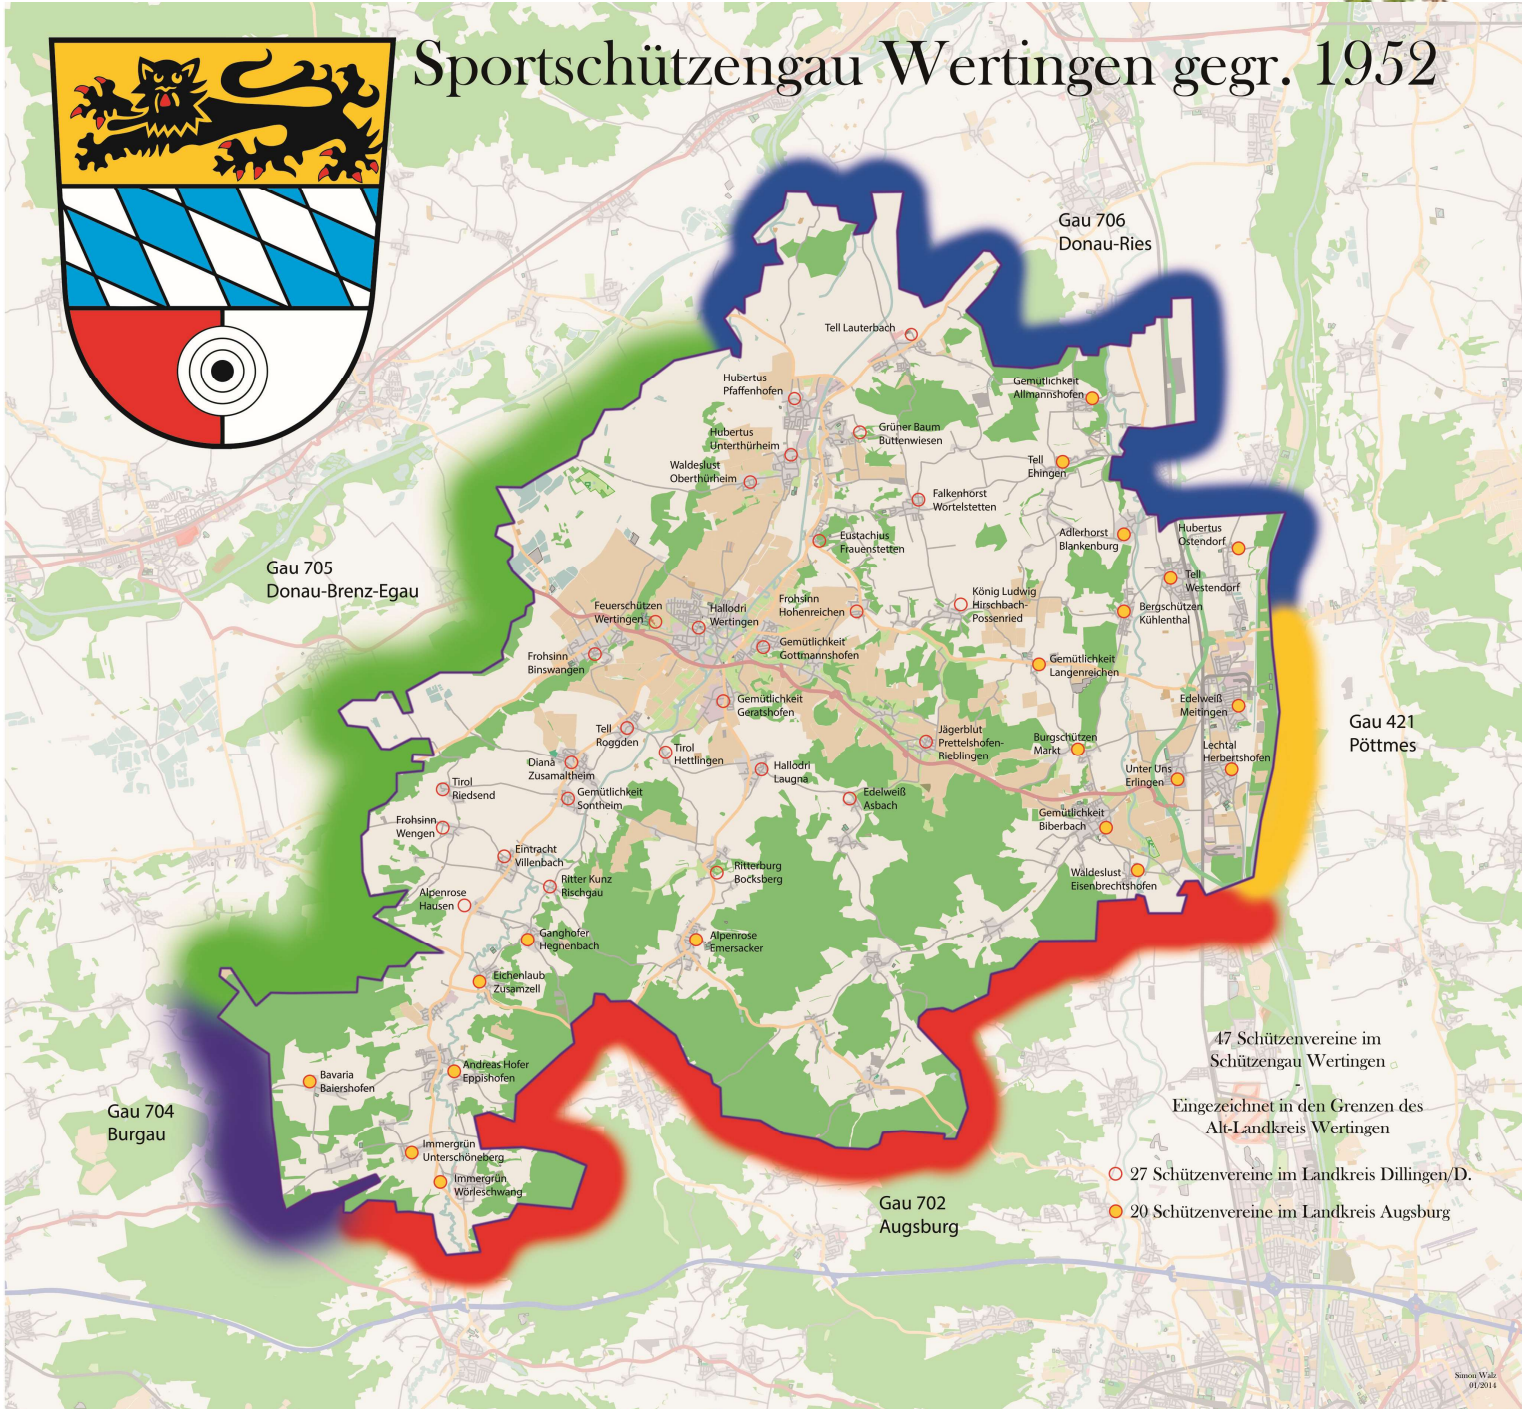 Sportschützengau Wertingen gegr. 1952
Gau 706
Donau-Ries
Tell Lauterbach
Hubertus
Pfaffenhofen
Gemütlichkeit
Allmannshofen
Grüner Baum
Buttenwiesen
Hubertus
Unterthürheim
Waldeslust
Oberthürheim
Tell
Ehingen
Falkenhorst
Wortelstetten
Eustachius
Frauenstetten
Adlerhorst
Blankenburg
Hubertus
Ostendorf
Gau 705
Donau-Brenz-Egau
Tell
Westendorf
Feuerschützen
Wertingen
Hallodri
Wertingen
Frohsinn
Hohenreichen
König Ludwig
Hirschbach-
Possenried
Bergschützen
Kühlenthal
Frohsinn
Binswangen
Gemütlichkeit
Gottmannshofen
Gemütlichkeit
Langenreichen
Gemütlichkeit
Geratshofen
Edelweiß
Meitingen
Gau 421
Pöttmes
Tell
Roggden
Tirol
Hettlingen
Jägerblut
Prettelshofen-
Rieblingen
Burgschützen
Markt
Lechtal
Herbertshofen
Diana
Zusamaltheim
Hallodri
Laugna
Unter Uns
Erlingen
Tirol
Riedsend
Gemütlichkeit
Sontheim
Edelweiß
Asbach
Frohsinn
Wengen
Gemütlichkeit
Biberbach
Eintracht
Villenbach
Ritterburg
Bocksberg
Waldeslust
Eisenbrechtshofen
Ritter Kunz
Rischgau
Alpenrose
Hausen
Ganghofer
Hegnenbach
Alpenrose
Emersacker
Eichenlaub
Zusamzell
Bavaria
Baiershofen
Andreas Hofer
Eppishofen
Gau 704
Burgau
Immergrün
Unterschöneberg
Immergrün
Wörleschwang
Gau 702
Augsburg
47 Schützenvereine im
Schützengau Wertingen
-
Eingezeichnet in den Grenzen des
Alt-Landkreis Wertingen
27 Schützenvereine im Landkreis Dillingen/D.
20 Schützenvereine im Landkreis Augsburg
Simon Walz
01/2014